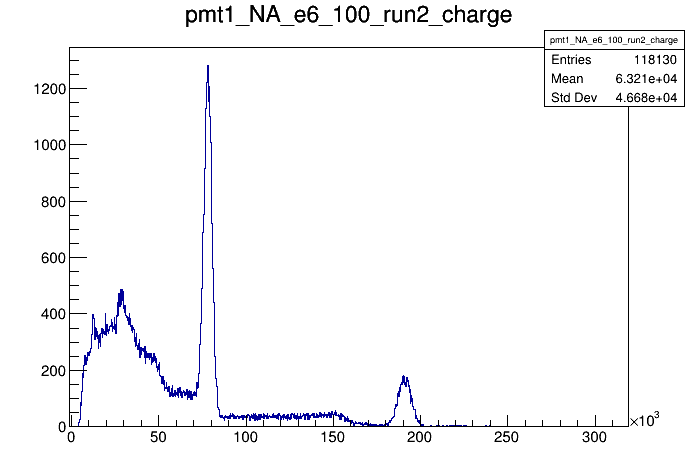 pmt1_NA_e6_100_run2_charge
pmt1_NA_e6_100_run2_charge
Entries 118130
Mean 6.321e+04
Std Dev 4.668e+04
1200
1000
800
600
400
200
0
0 50 100 150 200 250 300 ×10³